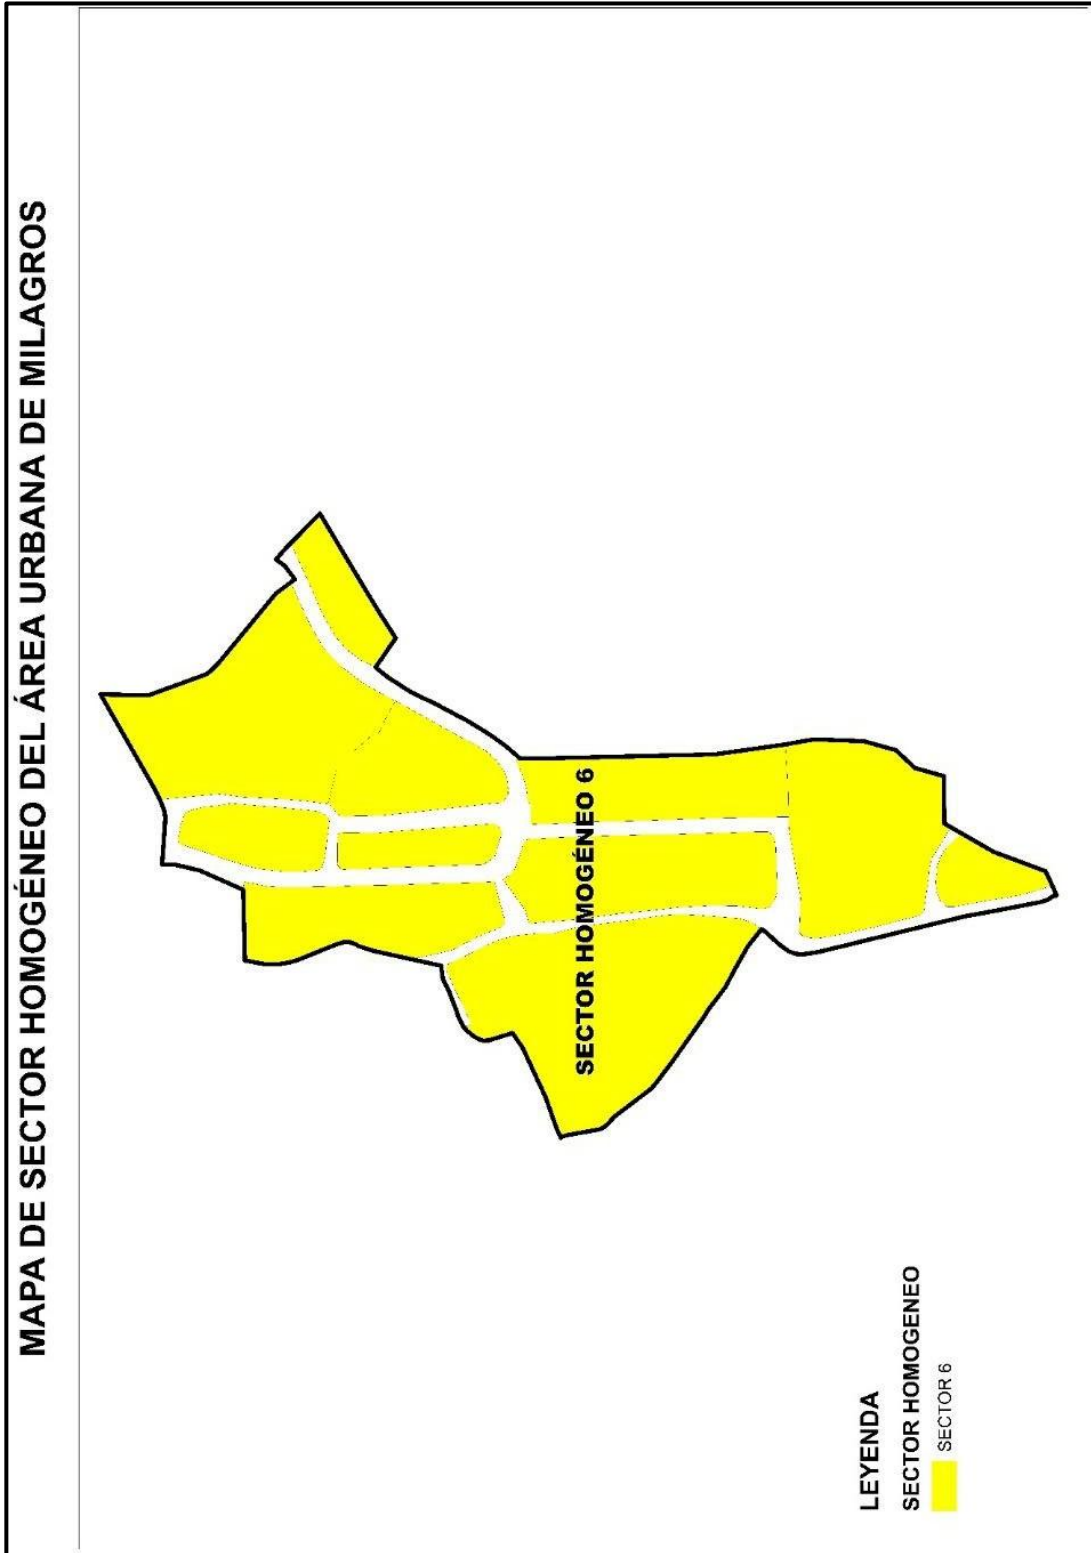 MAPA DE SECTOR HOMOGÉNEO DEL ÁREA URBANA DE MILAGROS
SECTOR HOMOGÉNEO 6
LEYENDA
SECTOR HOMOGENEO
SECTOR 6